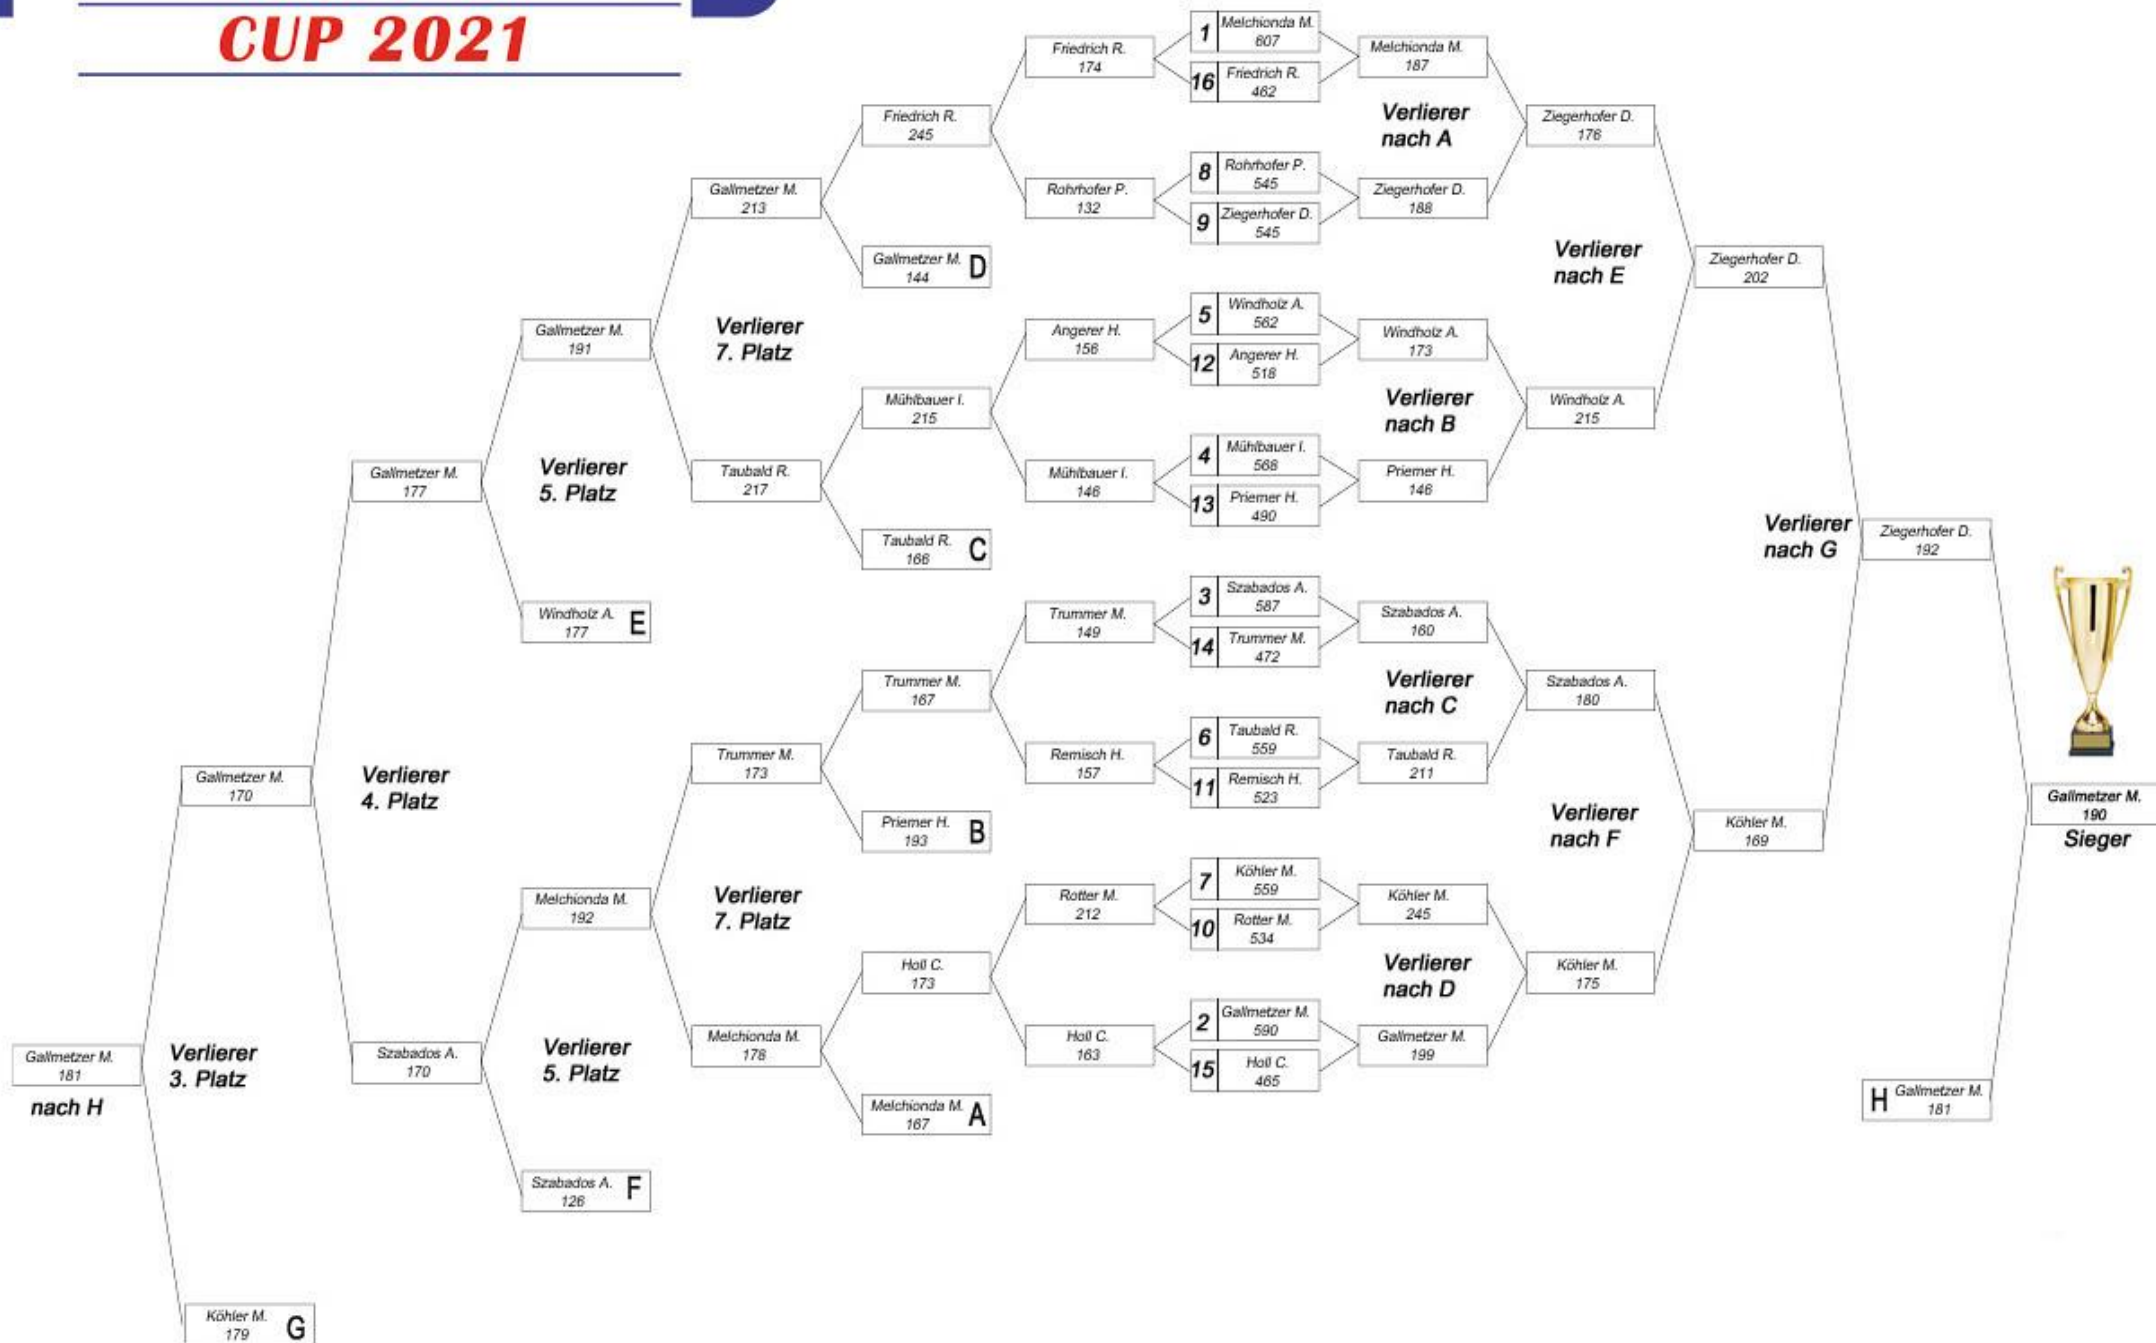 CUP 2021
Friedrich R.
174
Friedrich R.
245
Rohrhofer P.
132
Gallmetzer M.
213
Gallmetzer M. D
144
Gallmetzer M.
191
Verlierer
7. Platz
Angerer H.
156
Mühlbauer I.
215
Mühlbauer I.
146
Gallmetzer M.
177
Verlierer
5. Platz
Taubald R.
217
Taubald R. C
166
Windholz A. E
177
Trummer M.
149
Trummer M.
167
Remisch H.
157
Gallmetzer M.
170
Verlierer
4. Platz
Trummer M.
173
Priemer H. B
193
Melchionda M.
192
Verlierer
7. Platz
Rotter M.
212
Holl C.
173
Holl C.
163
Gallmetzer M.
181
nach H
Verlierer
3. Platz
Szabados A.
170
Verlierer
5. Platz
Melchionda M.
178
Melchionda M. A
167
Szabados A. F
126
Köhler M. G
179
1 Melchionda M.
607
16 Friedrich R.
462
8 Rohrhofer P.
545
9 Ziegerhofer D.
545
5 Windholz A.
562
12 Angerer H.
518
4 Mühlbauer I.
568
13 Priemer H.
490
3 Szabados A.
587
14 Trummer M.
472
6 Taubald R.
559
11 Remisch H.
523
7 Köhler M.
559
10 Rotter M.
534
2 Gallmetzer M.
590
15 Holl C.
465
Melchionda M.
187
Verlierer
nach A
Ziegerhofer D.
188
Windholz A.
173
Verlierer
nach B
Priemer H.
146
Szabados A.
160
Verlierer
nach C
Taubald R.
211
Köhler M.
245
Verlierer
nach D
Gallmetzer M.
199
Ziegerhofer D.
176
Verlierer
nach E
Windholz A.
215
Szabados A.
180
Verlierer
nach F
Köhler M.
175
Ziegerhofer D.
202
Verlierer
nach G
Köhler M.
169
Ziegerhofer D.
192
H Gallmetzer M.
181
Gallmetzer M.
190
Sieger